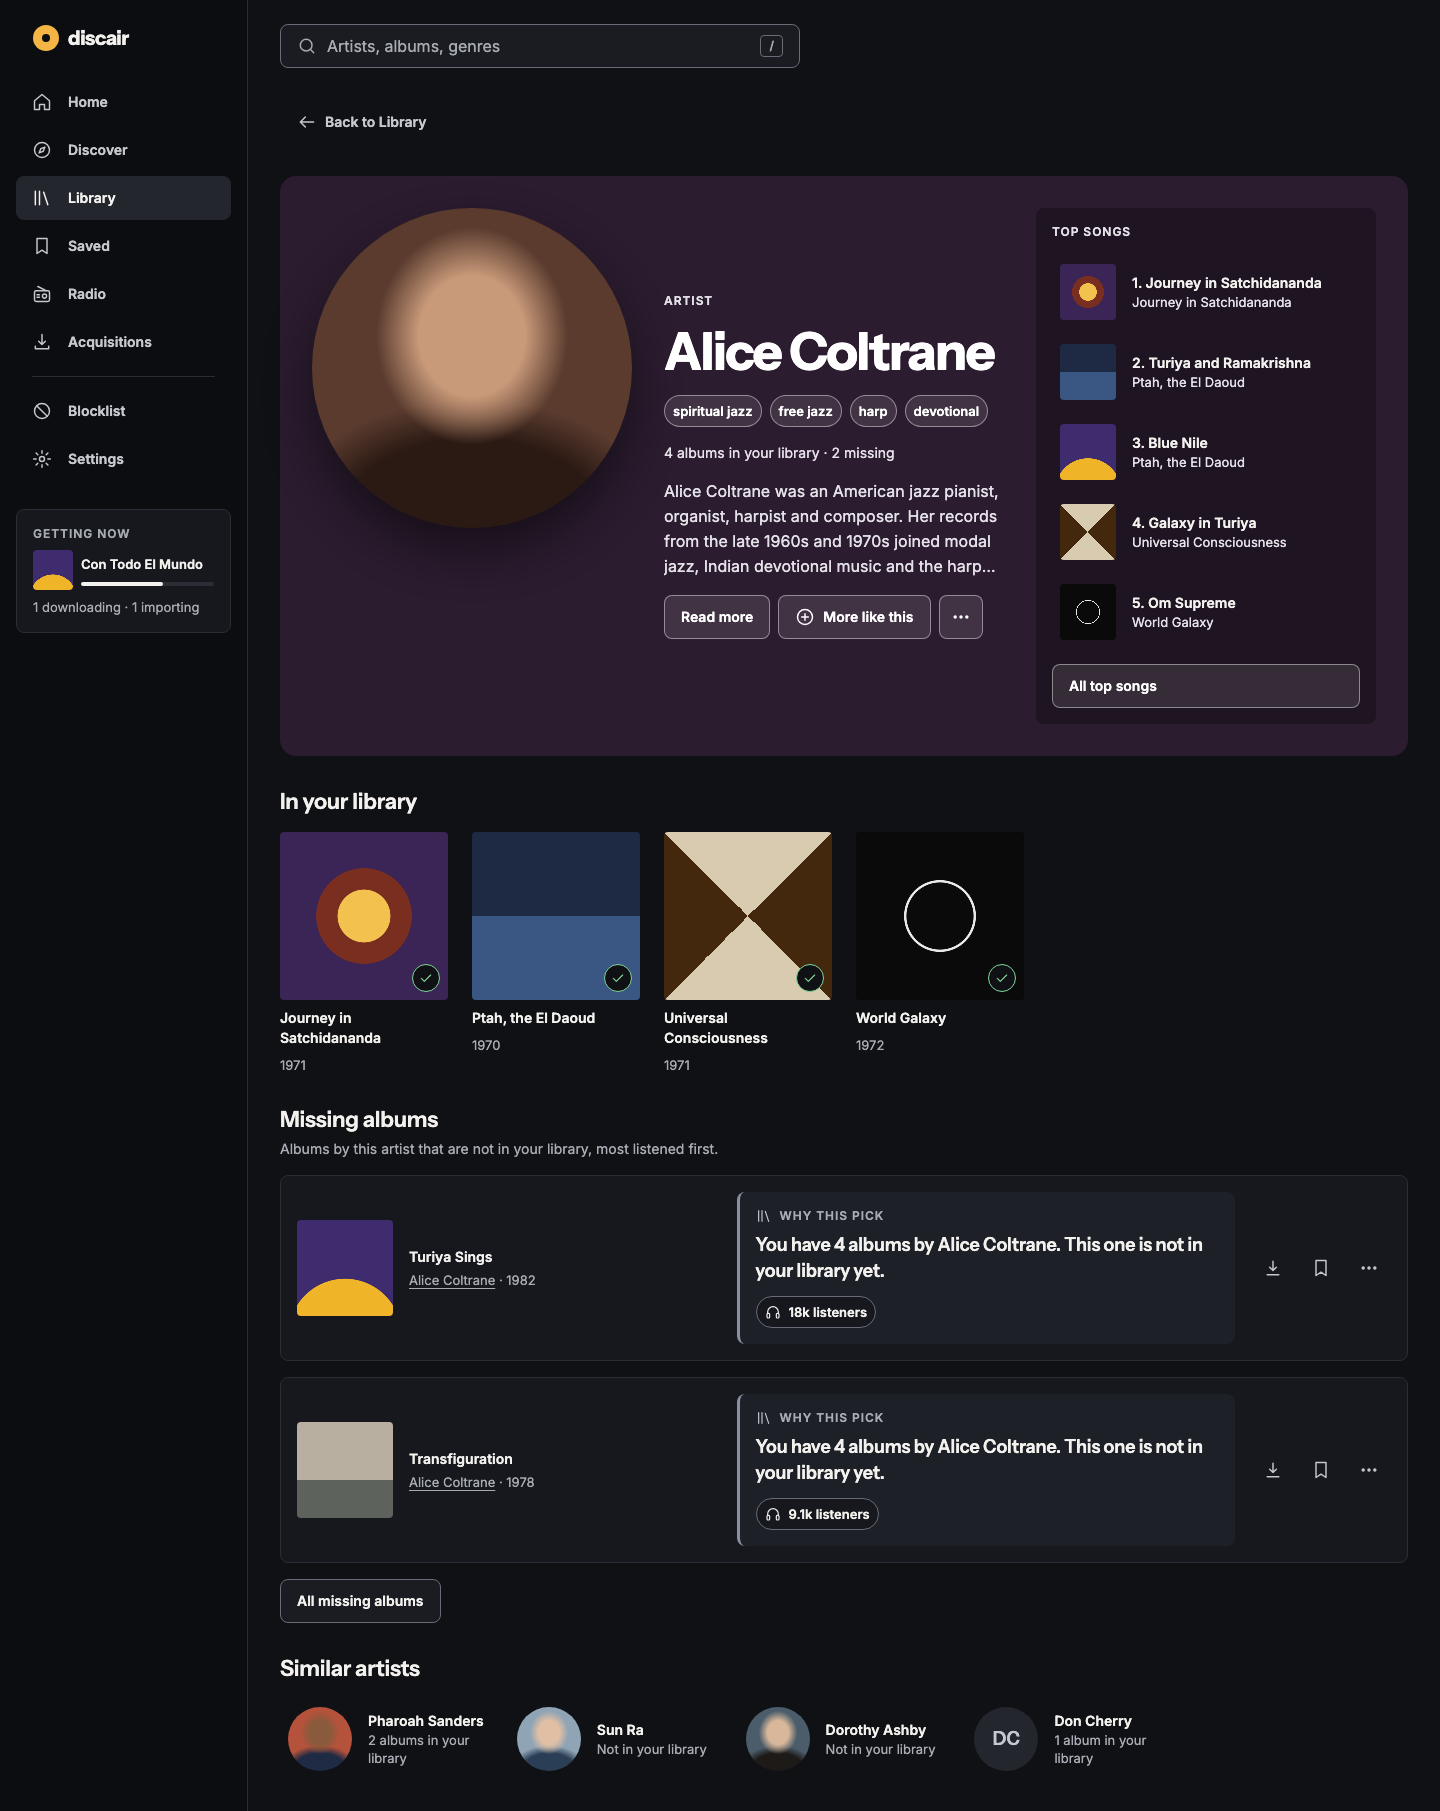 discair
Artists, albums, genres
/
Home
Discover
Library
Saved
Radio
Acquisitions
Blocklist
Settings
GETTING NOW
Con Todo El Mundo
1 downloading · 1 importing
Back to Library
ARTIST
Alice Coltrane
spiritual jazz
free jazz
harp
devotional
4 albums in your library · 2 missing
Alice Coltrane was an American jazz pianist,
organist, harpist and composer. Her records
from the late 1960s and 1970s joined modal
jazz, Indian devotional music and the harp...
Read more
More like this
TOP SONGS
1. Journey in Satchidananda
Journey in Satchidananda
2. Turiya and Ramakrishna
Ptah, the El Daoud
3. Blue Nile
Ptah, the El Daoud
4. Galaxy in Turiya
Universal Consciousness
5. Om Supreme
World Galaxy
All top songs
In your library
Journey in
Satchidananda
1971
Ptah, the El Daoud
1970
Universal
Consciousness
1971
World Galaxy
1972
Missing albums
Albums by this artist that are not in your library, most listened first.
Turiya Sings
Alice Coltrane · 1982
WHY THIS PICK
You have 4 albums by Alice Coltrane. This one is not in
your library yet.
18k listeners
Transfiguration
Alice Coltrane · 1978
WHY THIS PICK
You have 4 albums by Alice Coltrane. This one is not in
your library yet.
9.1k listeners
All missing albums
Similar artists
Pharoah Sanders
2 albums in your
library
Sun Ra
Not in your library
Dorothy Ashby
Not in your library
DC
Don Cherry
1 album in your
library